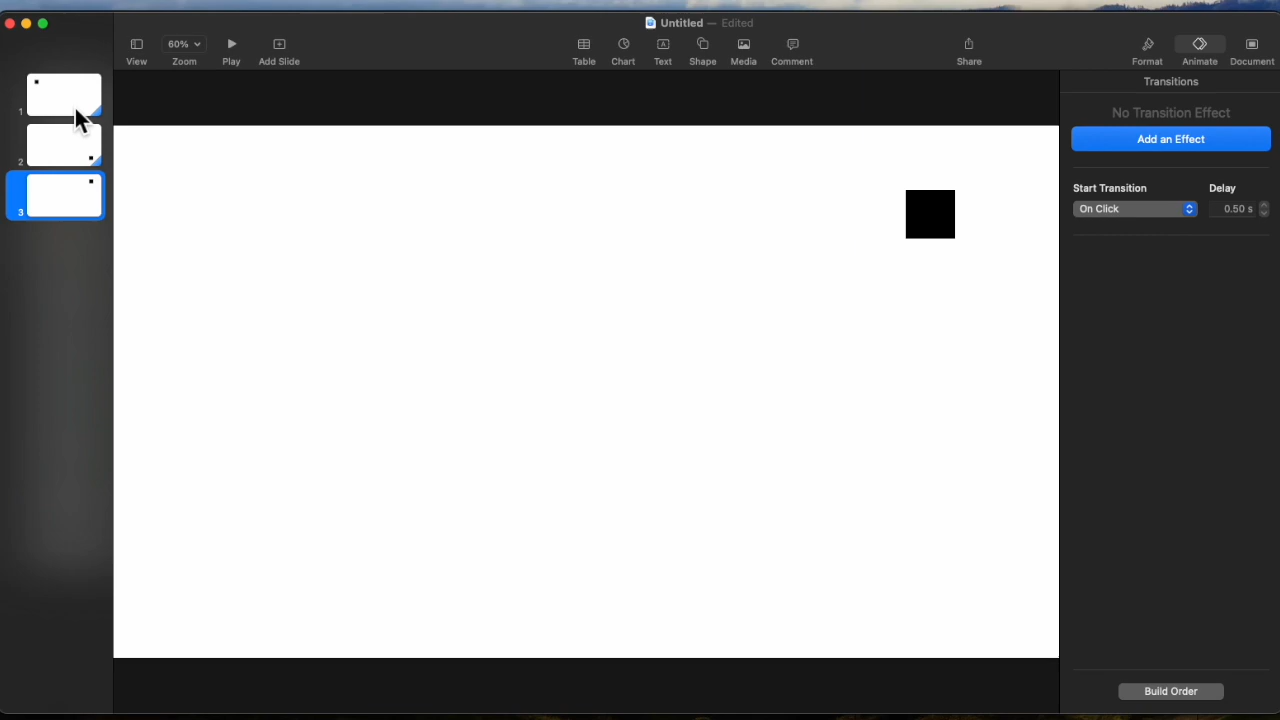 Untitled — Edited
View
60%
Zoom
Play
Add Slide
Table
Chart
Text
Shape
Media
Comment
Share
Format
Animate
Document
1
2
3
Transitions
No Transition Effect
Add an Effect
Start Transition Delay
On Click 0.50 s
Build Order